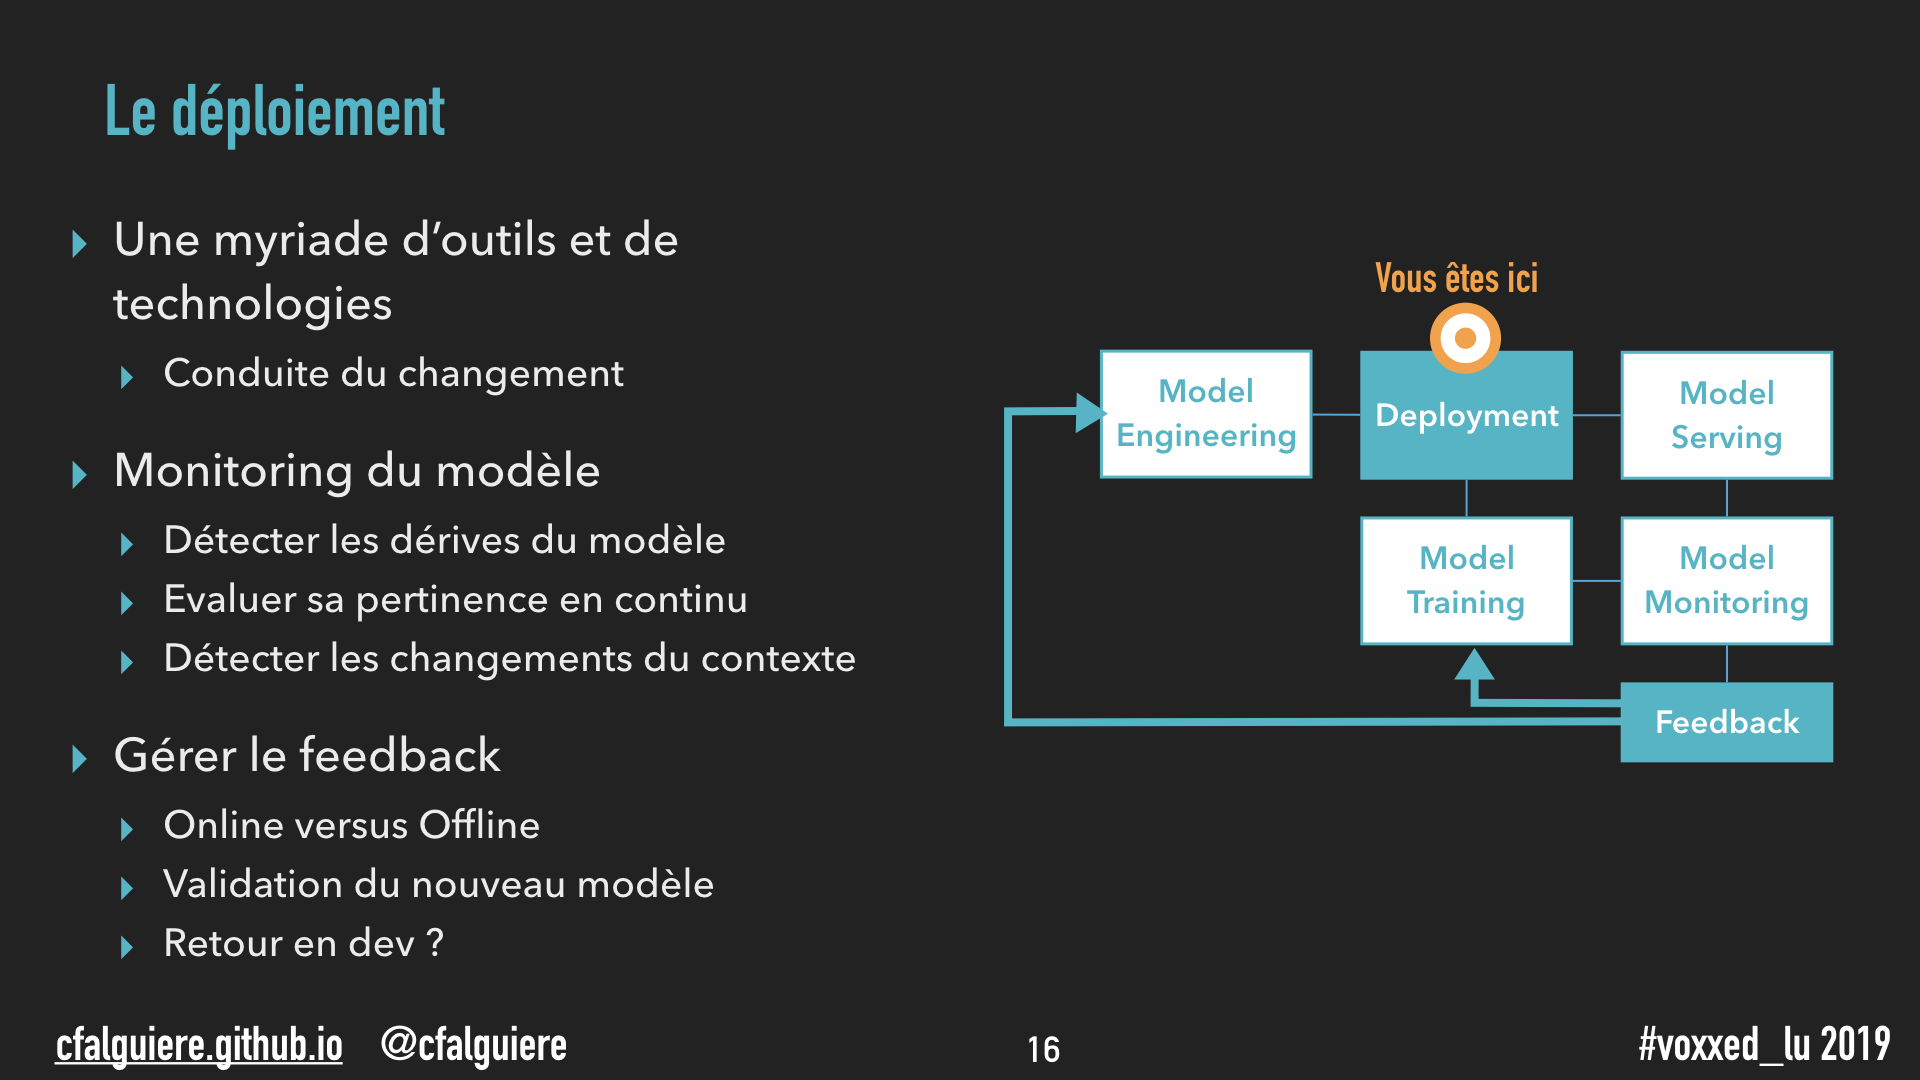 Le déploiement
Une myriade d’outils et de
technologies
Conduite du changement
Monitoring du modèle
Détecter les dérives du modèle
Evaluer sa pertinence en continu
Détecter les changements du contexte
Gérer le feedback
Online versus Offline
Validation du nouveau modèle
Retour en dev ?
Vous êtes ici
Model
Engineering
Deployment
Model
Serving
Model
Training
Model
Monitoring
Feedback
cfalguiere.github.io @cfalguiere
16
#voxxed_lu 2019